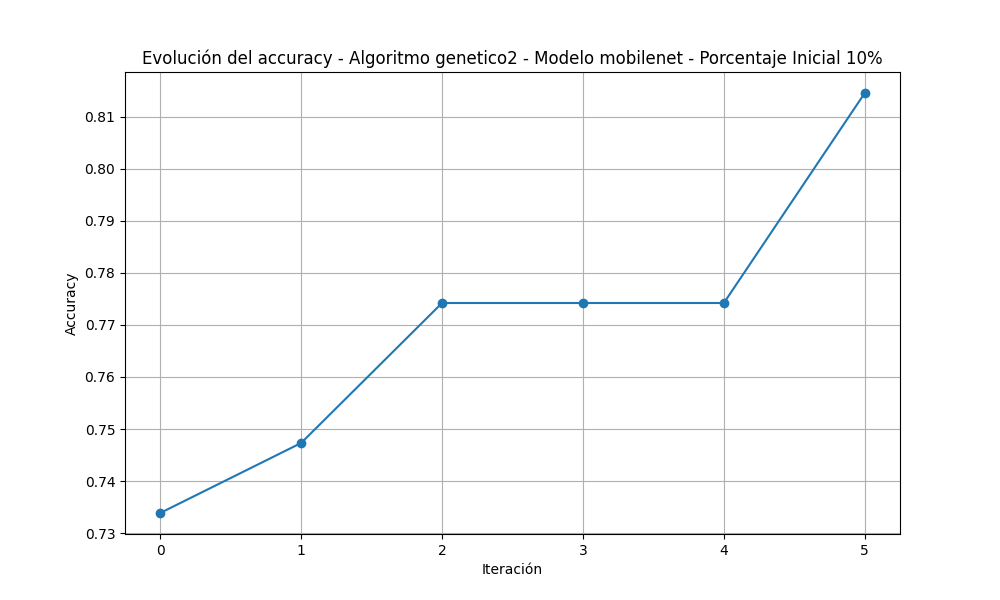 Evolución del accuracy - Algoritmo genetico2 - Modelo mobilenet - Porcentaje Inicial 10%
0.81
0.80
0.79
0.78
0.77
0.76
0.75
0.74
0.73
Accuracy
0 1 2 3 4 5
Iteración